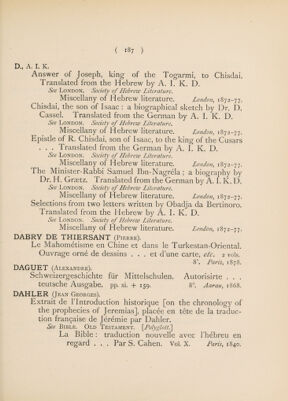 ( 187 )
D., A. I. K.
Answer of Joseph, king of the Togarmi, to Chisdai.
Translated from the Hebrew by A. I. K. D.
See LONDON. Society of Hebrew Literature.
Miscellany of Hebrew literature. London, 1872-77.
Chisdai, the son of Isaac : a biographical sketch by Dr. D.
Cassel. Translated from the German by A. I. K. D.
See LONDON. Society of Hebrew Literature.
Miscellany of Hebrew literature. London, 1872-77.
Epistle of R. Chisdai, son of Isaac, to the king of the Cusars
. . . Translated from the German by A. I. K. D.
See LONDON. Society of Hebrew Literature.
Miscellany of Hebrew literature. London, 1872-77.
The Minister-Rabbi Samuel Ibn-Nagréla ; a biography by
Dr. H. Grætz. Translated from the German by A. I. K. D.
See LONDON. Society of Hebrew Literature.
Miscellany of Hebrew literature. London, 1872-77.
Selections from two letters written by Obadja da Bertinoro.
Translated from the Hebrew by A. I. K. D.
See LONDON. Society of Hebrew Literature.
Miscellany of Hebrew literature. London, 1872-77.
DABRY DE THIERSANT (PIERRE).
Le Mahométisme en Chine et dans le Turkestan-Oriental.
Ouvrage orné de dessins . . . et d'une carte, etc. 2 vols.
8°. Paris, 1878.
DAGUET (ALEXANDRE).
Schweizergeschichte für Mittelschulen. Autorisirte . . .
teutsche Ausgabe. pp. xi. + 159. 8°. Aarau, 1868.
DAHLER (JEAN GEORGES).
Extrait de l'Introduction historique [on the chronology of
the prophecies of Jeremias], placée en tête de la traduc-
tion française de Jérémie par Dahler.
See BIBLE. OLD TESTAMENT. [Polyglott.]
La Bible : traduction nouvelle avec l'hébreu en
regard . . . Par S. Cahen. Vol. X. Paris, 1840.